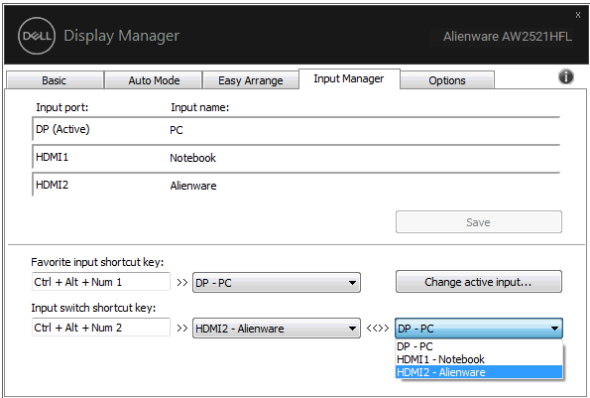 x
DELL Display Manager Alienware AW2521HFL
Basic Auto Mode Easy Arrange Input Manager Options i
Input port: Input name:
DP (Active) PC
HDMI1 Notebook
HDMI2 Alienware
Save
Favorite input shortcut key:
Ctrl + Alt + Num 1 >> DP - PC Change active input...
Input switch shortcut key:
Ctrl + Alt + Num 2 >> HDMI2 - Alienware <<>> DP - PC
DP - PC
HDMI1 - Notebook
HDMI2 - Alienware